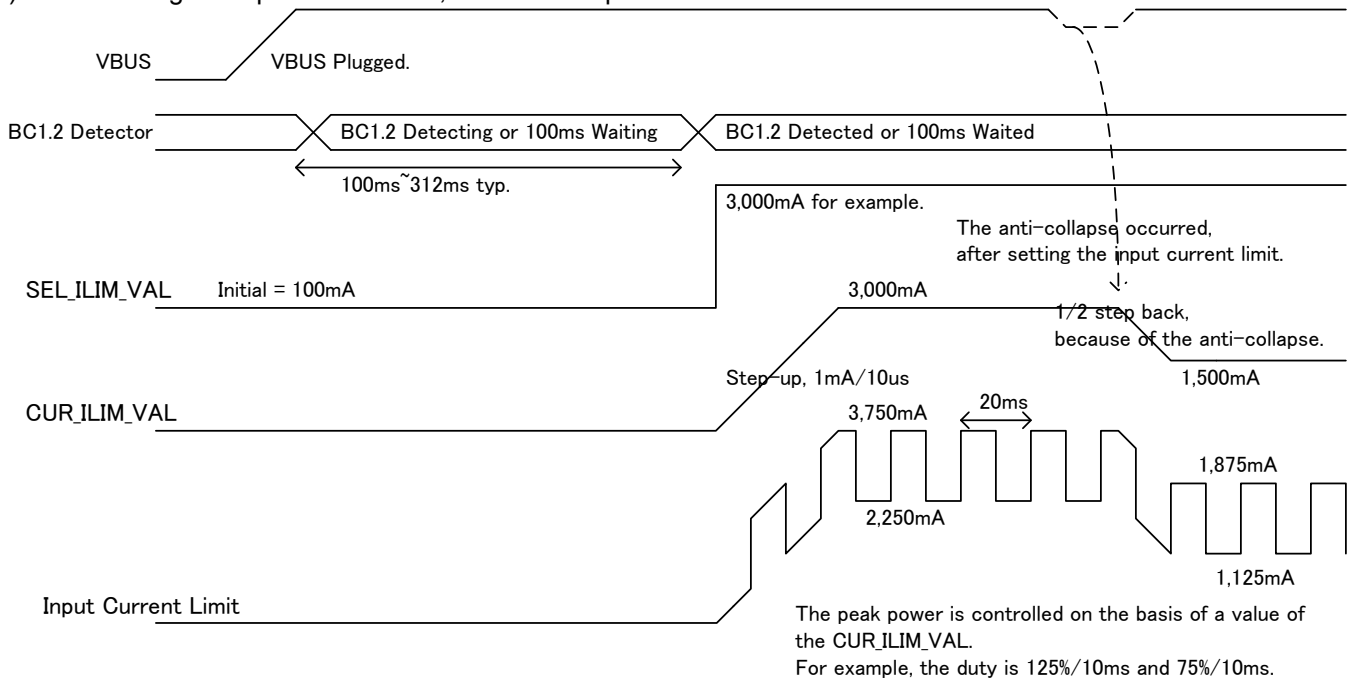 VBUS
VBUS Plugged.
BC1.2 Detector
BC1.2 Detecting or 100ms Waiting
BC1.2 Detected or 100ms Waited
100ms~312ms typ.
3,000mA for example.
The anti-collapse occurred,
after setting the input current limit.
SEL_ILIM_VAL
Initial = 100mA
3,000mA
1/2 step back,
because of the anti-collapse.
Step-up, 1mA/10us
1,500mA
CUR_ILIM_VAL
3,750mA
20ms
1,875mA
2,250mA
1,125mA
Input Current Limit
The peak power is controlled on the basis of a value of
the CUR_ILIM_VAL.
For example, the duty is 125%/10ms and 75%/10ms.